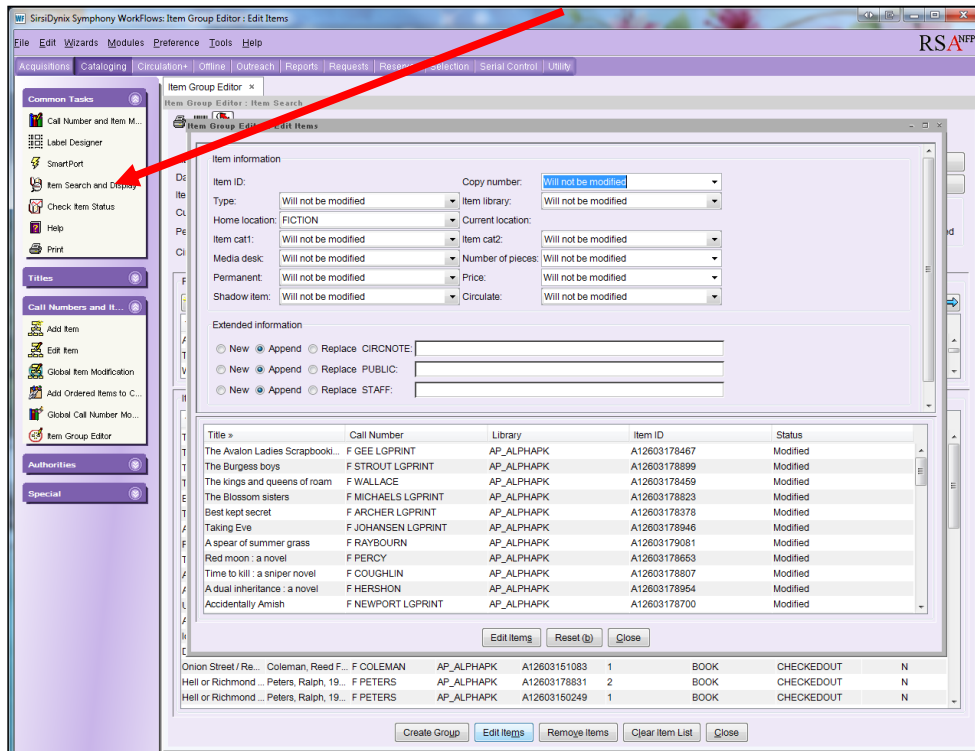 SirsiDynix Symphony WorkFlows: Item Group Editor : Edit Items
File Edit Wizards Modules Preference Tools Help
RSANFP
Acquisitions Cataloging Circulation+ Offline Outreach Reports Requests Selection Serial Control Utility
Common Tasks
Call Number and Item M...
Label Designer
SmartPort
Item Search and Display
Check Item Status
Help
Print
Titles
Call Numbers and It...
Add Item
Edit Item
Global Item Modification
Add Ordered Items to C...
Global Call Number Mo...
Item Group Editor
Authorities
Special
Item Group Editor ×
Item Group Editor : Item Search
Item Group Editor : Edit Items
Item information
Item ID: Copy number: Will not be modified
Type: Will not be modified Item library: Will not be modified
Home location: FICTION Current location:
Item cat1: Will not be modified Item cat2: Will not be modified
Media desk: Will not be modified Number of pieces: Will not be modified
Permanent: Will not be modified Price: Will not be modified
Shadow item: Will not be modified Circulate: Will not be modified
Extended information
New Append Replace CIRCNOTE:
New Append Replace PUBLIC:
New Append Replace STAFF:
Title » Call Number Library Item ID Status
The Avalon Ladies Scrapbooki... F GEE LGPRINT AP_ALPHAPK A12603178467 Modified
The Burgess boys F STROUT LGPRINT AP_ALPHAPK A12603178899 Modified
The kings and queens of roam F WALLACE AP_ALPHAPK A12603178459 Modified
The Blossom sisters F MICHAELS LGPRINT AP_ALPHAPK A12603178823 Modified
Best kept secret F ARCHER LGPRINT AP_ALPHAPK A12603178378 Modified
Taking Eve F JOHANSEN LGPRINT AP_ALPHAPK A12603178946 Modified
A spear of summer grass F RAYBOURN AP_ALPHAPK A12603179081 Modified
Red moon : a novel F PERCY AP_ALPHAPK A12603178653 Modified
Time to kill : a sniper novel F COUGHLIN AP_ALPHAPK A12603178807 Modified
A dual inheritance : a novel F HERSHON AP_ALPHAPK A12603178954 Modified
Accidentally Amish F NEWPORT LGPRINT AP_ALPHAPK A12603178700 Modified
Edit Items Reset (b) Close
Onion Street / Re... Coleman, Reed F... F COLEMAN AP_ALPHAPK A12603151083 1 BOOK CHECKEDOUT N
Hell or Richmond ... Peters, Ralph, 19... F PETERS AP_ALPHAPK A12603178831 2 BOOK CHECKEDOUT N
Hell or Richmond ... Peters, Ralph, 19... F PETERS AP_ALPHAPK A12603150249 1 BOOK CHECKEDOUT N
Create Group Edit Items Remove Items Clear Item List Close